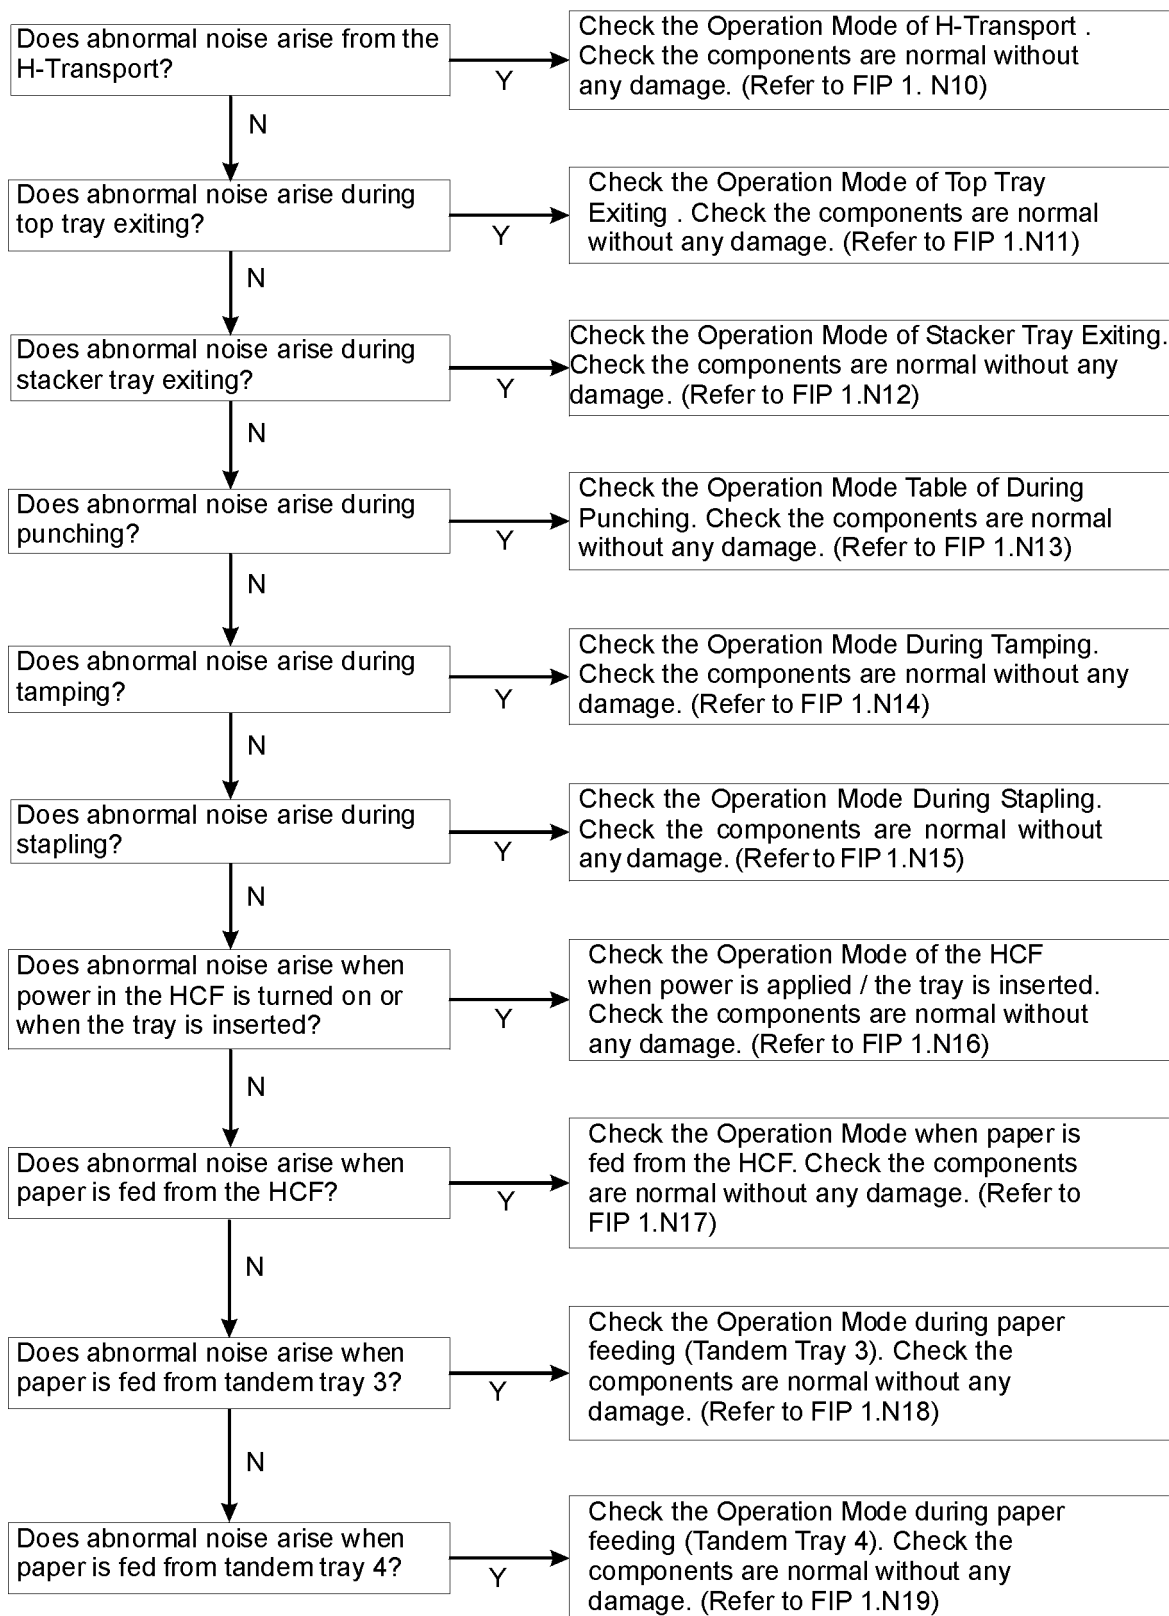 Does abnormal noise arise from the
H-Transport?
Y
Check the Operation Mode of H-Transport .
Check the components are normal without
any damage. (Refer to FIP 1. N10)
N
Does abnormal noise arise during
top tray exiting?
Y
Check the Operation Mode of Top Tray
Exiting . Check the components are normal
without any damage. (Refer to FIP 1.N11)
N
Does abnormal noise arise during
stacker tray exiting?
Y
Check the Operation Mode of Stacker Tray Exiting.
Check the components are normal without any
damage. (Refer to FIP 1.N12)
N
Does abnormal noise arise during
punching?
Y
Check the Operation Mode Table of During
Punching. Check the components are normal
without any damage. (Refer to FIP 1.N13)
N
Does abnormal noise arise during
tamping?
Y
Check the Operation Mode During Tamping.
Check the components are normal without any
damage. (Refer to FIP 1.N14)
N
Does abnormal noise arise during
stapling?
Y
Check the Operation Mode During Stapling.
Check the components are normal without
any damage. (Refer to FIP 1.N15)
N
Does abnormal noise arise when
power in the HCF is turned on or
when the tray is inserted?
Y
Check the Operation Mode of the HCF
when power is applied / the tray is inserted.
Check the components are normal without
any damage. (Refer to FIP 1.N16)
N
Does abnormal noise arise when
paper is fed from the HCF?
Y
Check the Operation Mode when paper is
fed from the HCF. Check the components
are normal without any damage. (Refer to
FIP 1.N17)
N
Does abnormal noise arise when
paper is fed from tandem tray 3?
Y
Check the Operation Mode during paper
feeding (Tandem Tray 3). Check the
components are normal without any
damage. (Refer to FIP 1.N18)
N
Does abnormal noise arise when
paper is fed from tandem tray 4?
Y
Check the Operation Mode during paper
feeding (Tandem Tray 4). Check the
components are normal without any
damage. (Refer to FIP 1.N19)